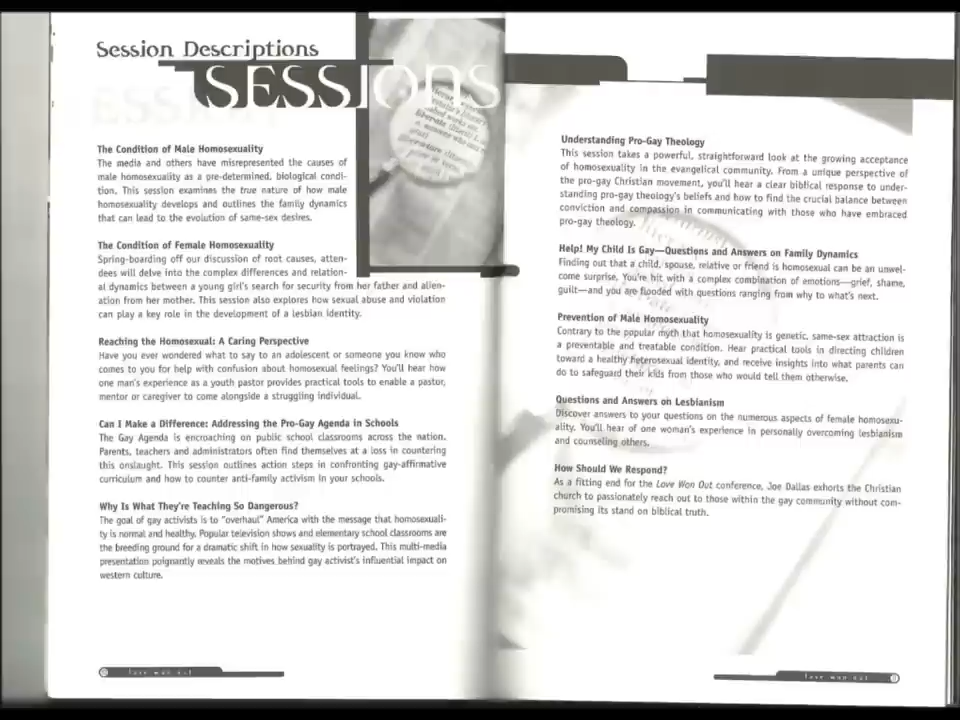 Session Descriptions
SESSIONS
The Condition of Male Homosexuality
The media and others have misrepresented the causes of
male homosexuality as a pre-determined, biological condi-
tion. This session examines the true nature of how male
homosexuality develops and outlines the family dynamics
that can lead to the evolution of same-sex desires.
The Condition of Female Homosexuality
Spring-boarding off our discussion of root causes, atten-
dees will delve into the complex differences and relation-
al dynamics between a young girl's search for security from her father and alien-
ation from her mother. This session also explores how sexual abuse and violation
can play a key role in the development of a lesbian identity.
Reaching the Homosexual: A Caring Perspective
Have you ever wondered what to say to an adolescent or someone you know who
comes to you for help with confusion about homosexual feelings? You'll hear how
one man's experience as a youth pastor provides practical tools to enable a pastor,
mentor or caregiver to come alongside a struggling individual.
Can I Make a Difference: Addressing the Pro-Gay Agenda in Schools
The Gay Agenda is encroaching on public school classrooms across the nation.
Parents, teachers and administrators often find themselves at a loss in countering
this onslaught. This session outlines action steps in confronting gay-affirmative
curriculum and how to counter anti-family activism in your schools.
Why Is What They're Teaching So Dangerous?
The goal of gay activists is to "overhaul" America with the message that homosexuali-
ty is normal and healthy. Popular television shows and elementary school classrooms are
the breeding ground for a dramatic shift in how sexuality is portrayed. This multi-media
presentation poignantly reveals the motives behind gay activist's influential impact on
western culture.
love won out
Understanding Pro-Gay Theology
This session takes a powerful, straightforward look at the growing acceptance
of homosexuality in the evangelical community. From a unique perspective of
the pro-gay Christian movement, you'll hear a clear biblical response to under-
standing pro-gay theology's beliefs and how to find the crucial balance between
conviction and compassion in communicating with those who have embraced
pro-gay theology.
Help! My Child Is Gay—Questions and Answers on Family Dynamics
Finding out that a child, spouse, relative or friend is homosexual can be an unwel-
come surprise. You're hit with a complex combination of emotions—grief, shame,
guilt—and you are flooded with questions ranging from why to what's next.
Prevention of Male Homosexuality
Contrary to the popular myth that homosexuality is genetic, same-sex attraction is
a preventable and treatable condition. Hear practical tools in directing children
toward a healthy heterosexual identity, and receive insights into what parents can
do to safeguard their kids from those who would tell them otherwise.
Questions and Answers on Lesbianism
Discover answers to your questions on the numerous aspects of female homosexu-
ality. You'll hear of one woman's experience in personally overcoming lesbianism
and counseling others.
How Should We Respond?
As a fitting end for the Love Won Out conference, Joe Dallas exhorts the Christian
church to passionately reach out to those within the gay community without com-
promising its stand on biblical truth.
love won out